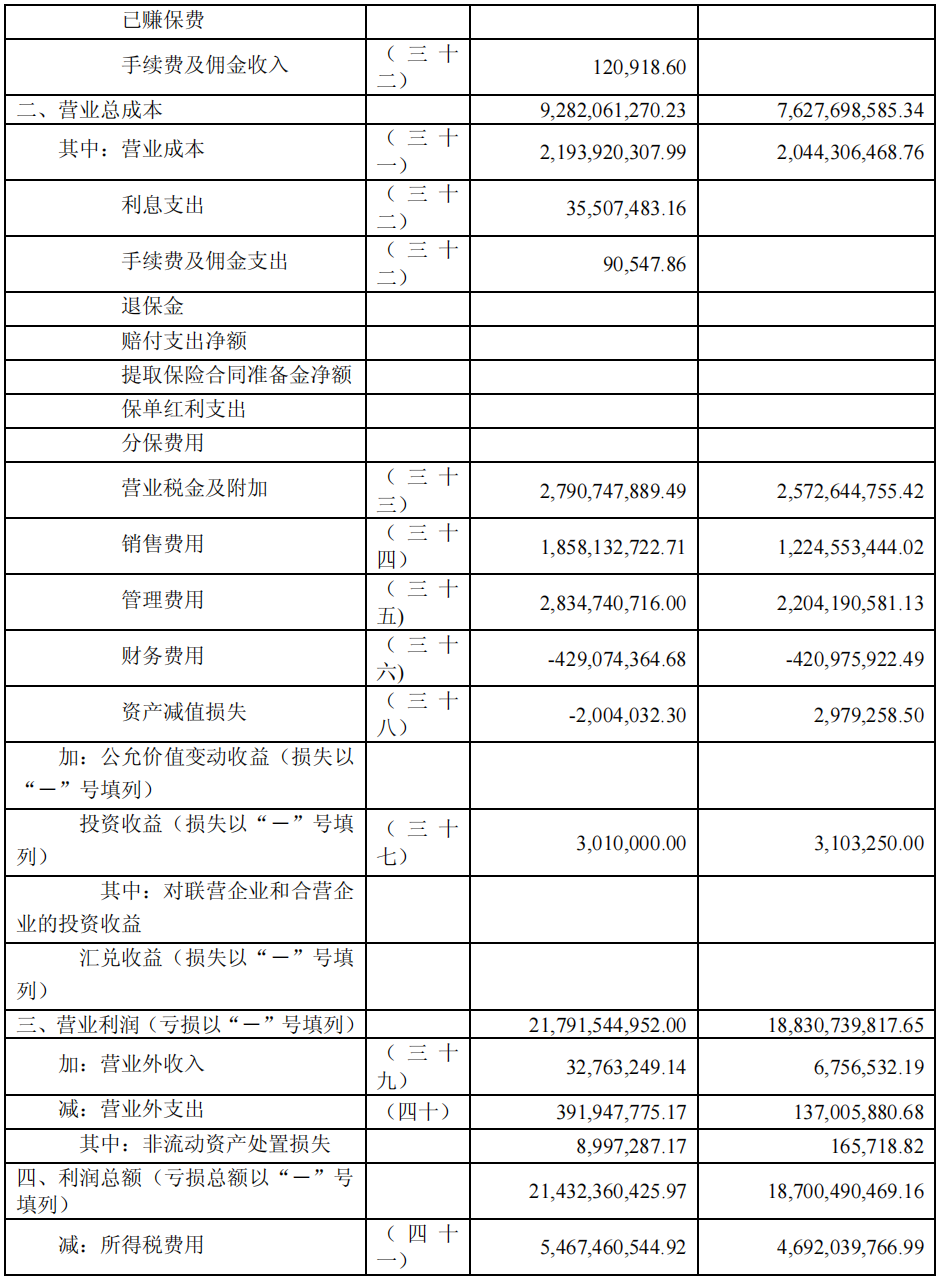 已赚保费
手续费及佣金收入 （三十二） 120,918.60
二、营业总成本 9,282,061,270.23 7,627,698,585.34
其中：营业成本 （三十一） 2,193,920,307.99 2,044,306,468.76
利息支出 （三十二） 35,507,483.16
手续费及佣金支出 （三十二） 90,547.86
退保金
赔付支出净额
提取保险合同准备金净额
保单红利支出
分保费用
营业税金及附加 （三十三） 2,790,747,889.49 2,572,644,755.42
销售费用 （三十四） 1,858,132,722.71 1,224,553,444.02
管理费用 （三十五) 2,834,740,716.00 2,204,190,581.13
财务费用 （三十六) -429,074,364.68 -420,975,922.49
资产减值损失 （三十八） -2,004,032.30 2,979,258.50
加：公允价值变动收益（损失以
“－”号填列）
投资收益（损失以“－”号填
列） （三十七） 3,010,000.00 3,103,250.00
其中：对联营企业和合营企
业的投资收益
汇兑收益（损失以“－”号填
列）
三、营业利润（亏损以“－”号填列） 21,791,544,952.00 18,830,739,817.65
加：营业外收入 （三十九） 32,763,249.14 6,756,532.19
减：营业外支出 （四十） 391,947,775.17 137,005,880.68
其中：非流动资产处置损失 8,997,287.17 165,718.82
四、利润总额（亏损总额以“－”号
填列） 21,432,360,425.97 18,700,490,469.16
减：所得税费用 （四十一） 5,467,460,544.92 4,692,039,766.99